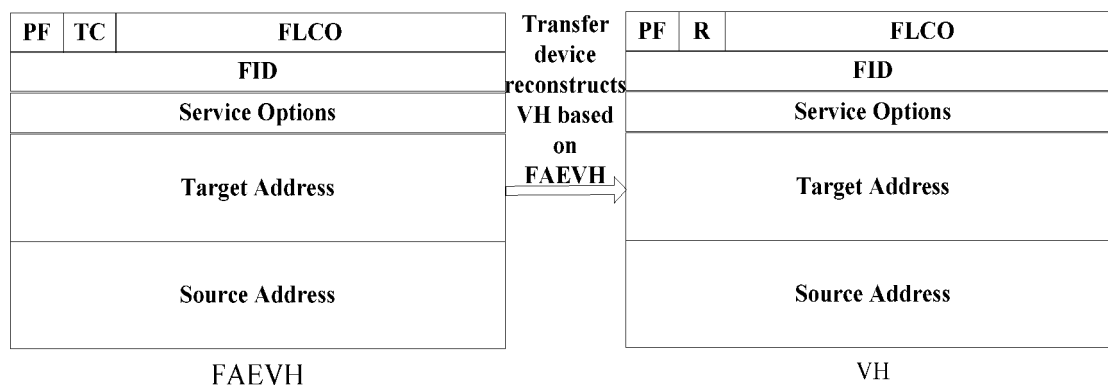 PF TC FLCO
FID
Service Options
Target Address
Source Address
FAEVH
Transfer
device
reconstructs
VH based
on
FAEVH
PF R FLCO
FID
Service Options
Target Address
Source Address
VH